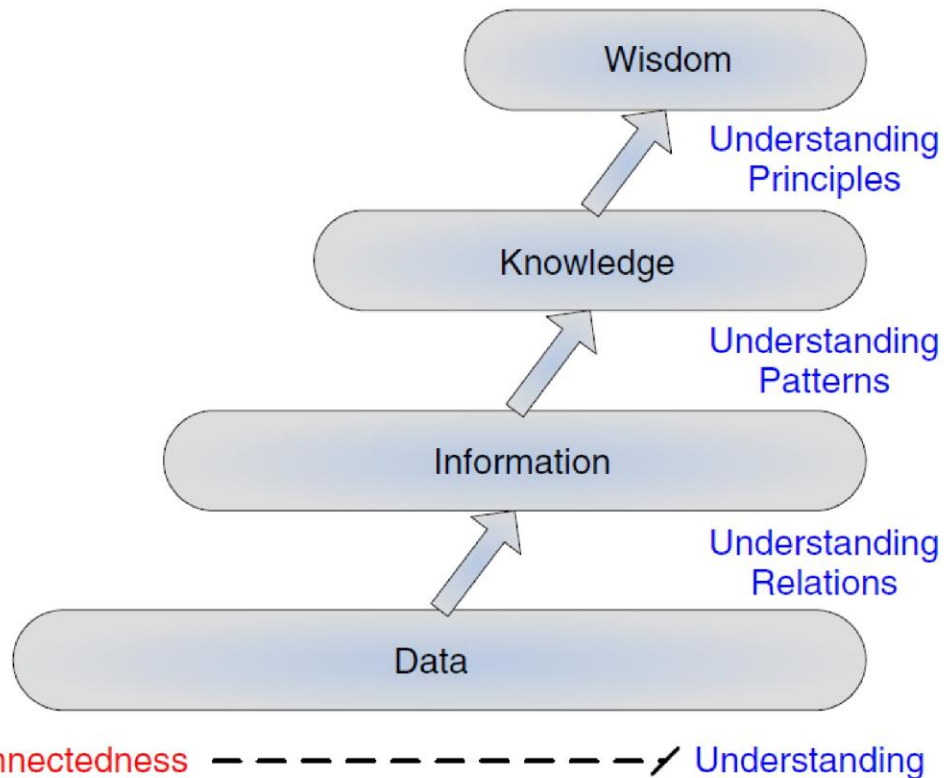 Wisdom
Understanding
Principles
Knowledge
Understanding
Patterns
Information
Understanding
Relations
Data
nnectedness Understanding